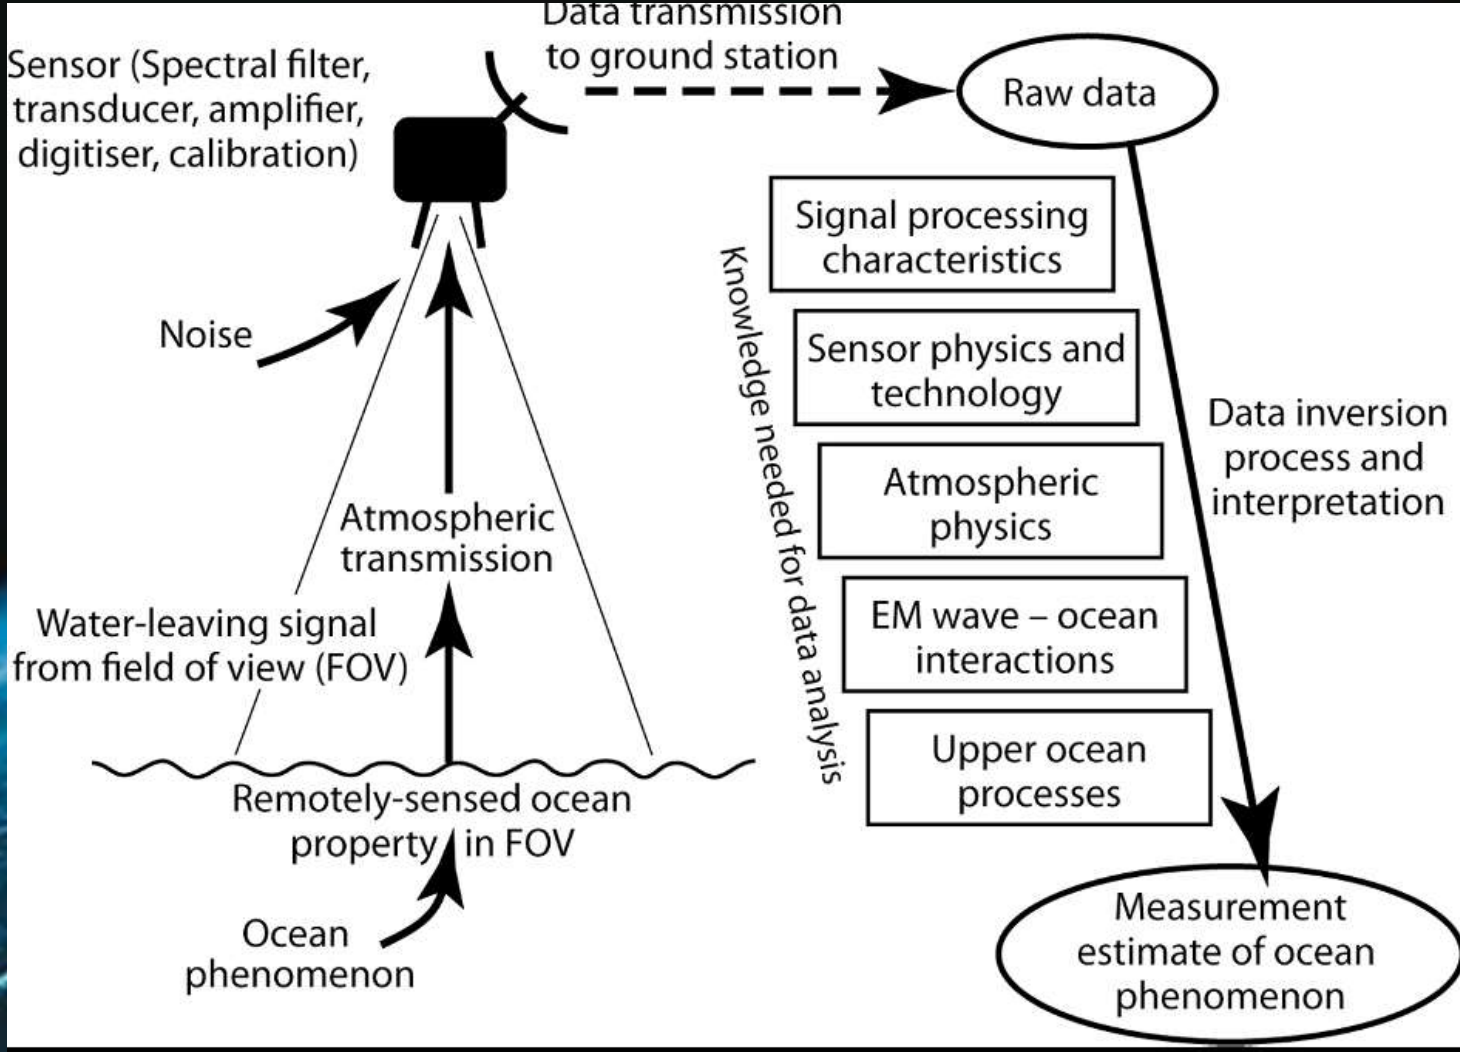 Data transmission
to ground station
Sensor (Spectral filter,
transducer, amplifier,
digitiser, calibration)
Raw data
Signal processing
characteristics
Noise
Sensor physics and
technology
Knowledge needed for data analysis
Data inversion
process and
interpretation
Atmospheric
physics
Atmospheric
transmission
Water-leaving signal
from field of view (FOV)
EM wave – ocean
interactions
Upper ocean
processes
Remotely-sensed ocean
property in FOV
Ocean
phenomenon
Measurement
estimate of ocean
phenomenon